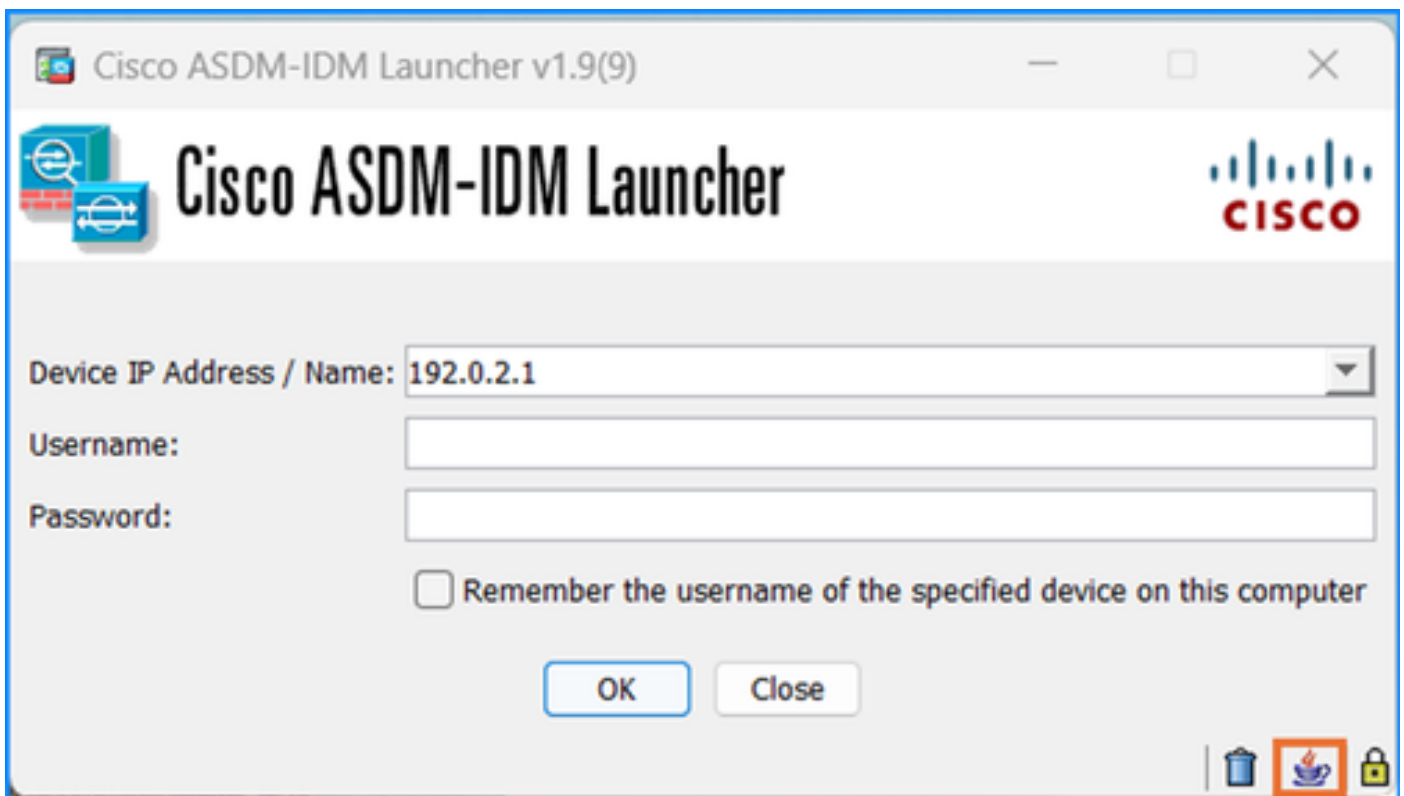 Cisco ASDM-IDM Launcher v1.9(9)
Cisco ASDM-IDM Launcher
CISCO
Device IP Address / Name: 192.0.2.1
Username:
Password:
Remember the username of the specified device on this computer
OK Close